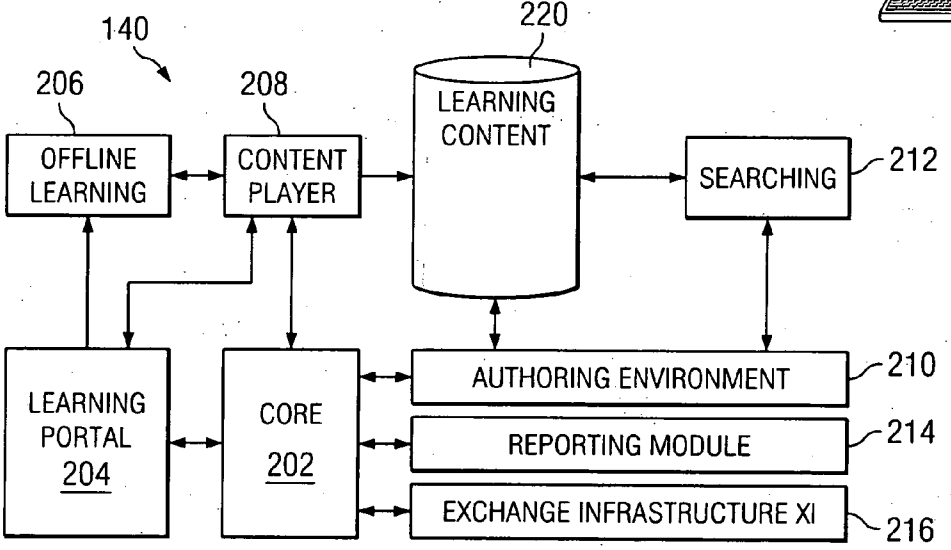 140
220
206
208
OFFLINE
LEARNING
CONTENT
PLAYER
LEARNING
CONTENT
SEARCHING
212
LEARNING
PORTAL
204
CORE
202
AUTHORING ENVIRONMENT
210
REPORTING MODULE
214
EXCHANGE INFRASTRUCTURE XI
216